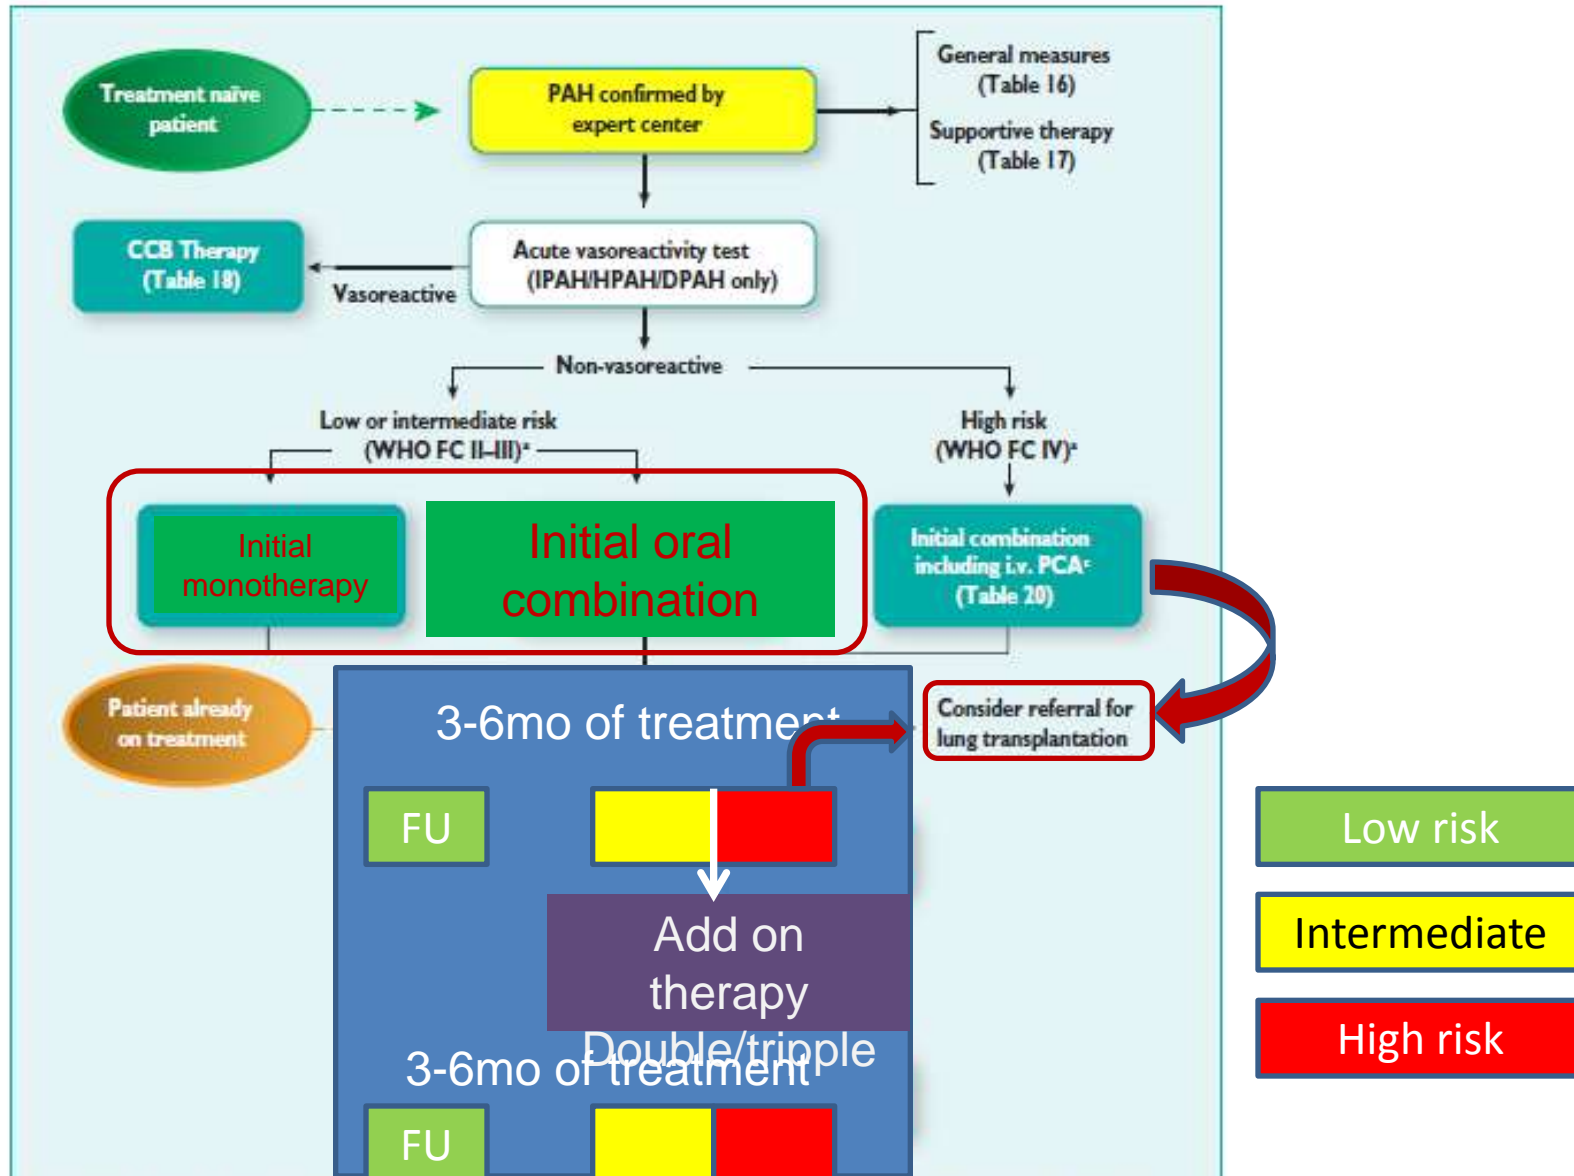 Treatment naïve
patient
PAH confirmed by
expert center
General measures
(Table 16)
Supportive therapy
(Table 17)
CCB Therapy
(Table 18)
Vasoreactive
Acute vasoreactivity test
(IPAH/HPAH/DPAH only)
Non-vasoreactive
Low or intermediate risk
(WHO FC II–III)ª
High risk
(WHO FC IV)ª
Initial
monotherapy
Initial oral
combination
Initial combination
including i.v. PCAᶜ
(Table 20)
Patient already
on treatment
3-6mo of treatment
Consider referral for
lung transplantation
FU
Add on
therapy
Double/tripple
3-6mo of treatment
FU
Low risk
Intermediate
High risk